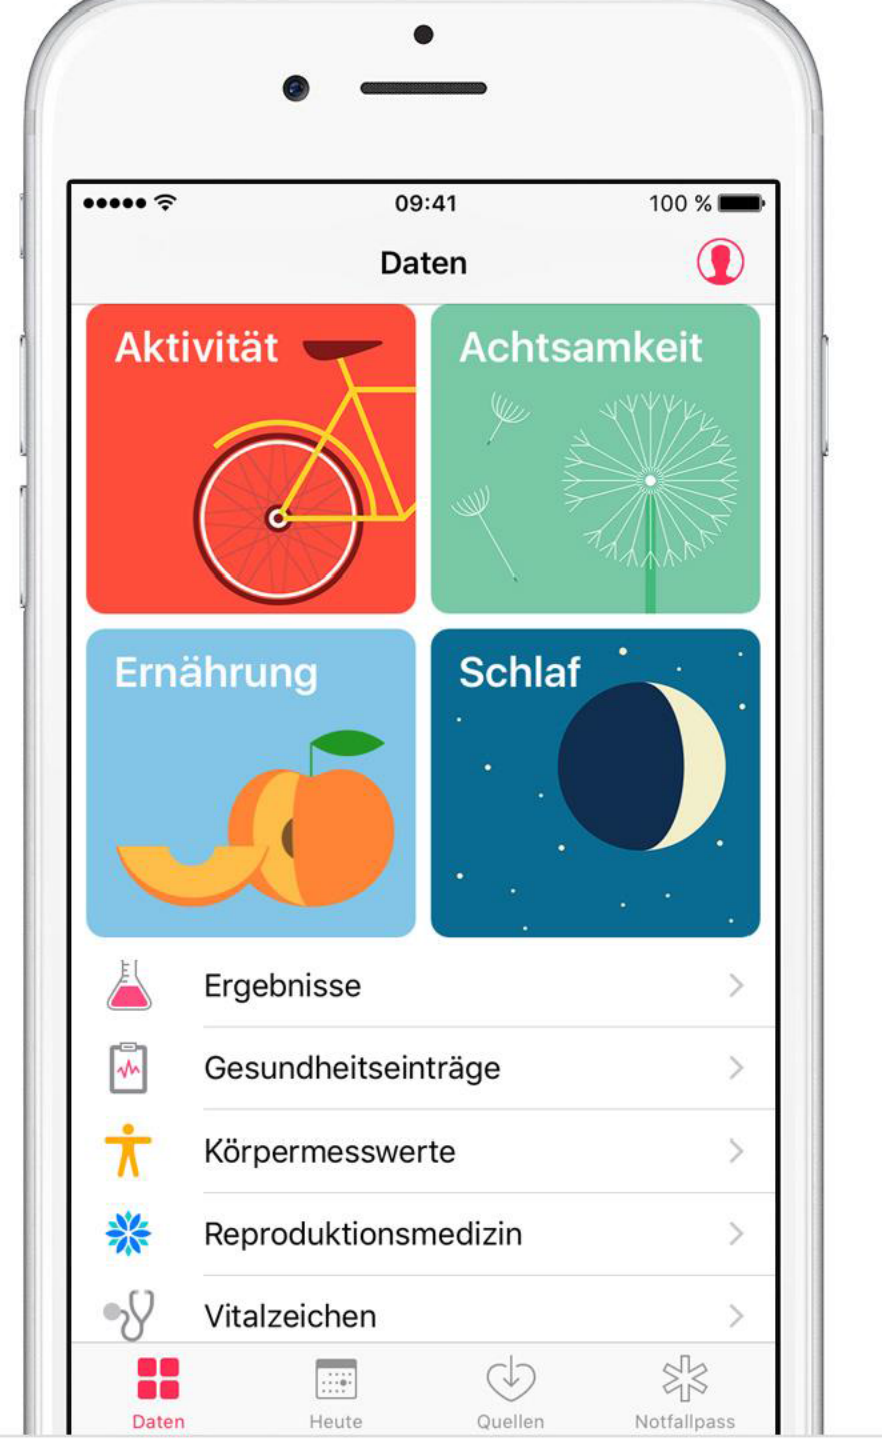 09:41
100 %
Daten
Aktivität
Achtsamkeit
Ernährung
Schlaf
Ergebnisse
Gesundheitseinträge
Körpermesswerte
Reproduktionsmedizin
Vitalzeichen
Daten
Heute
Quellen
Notfallpass